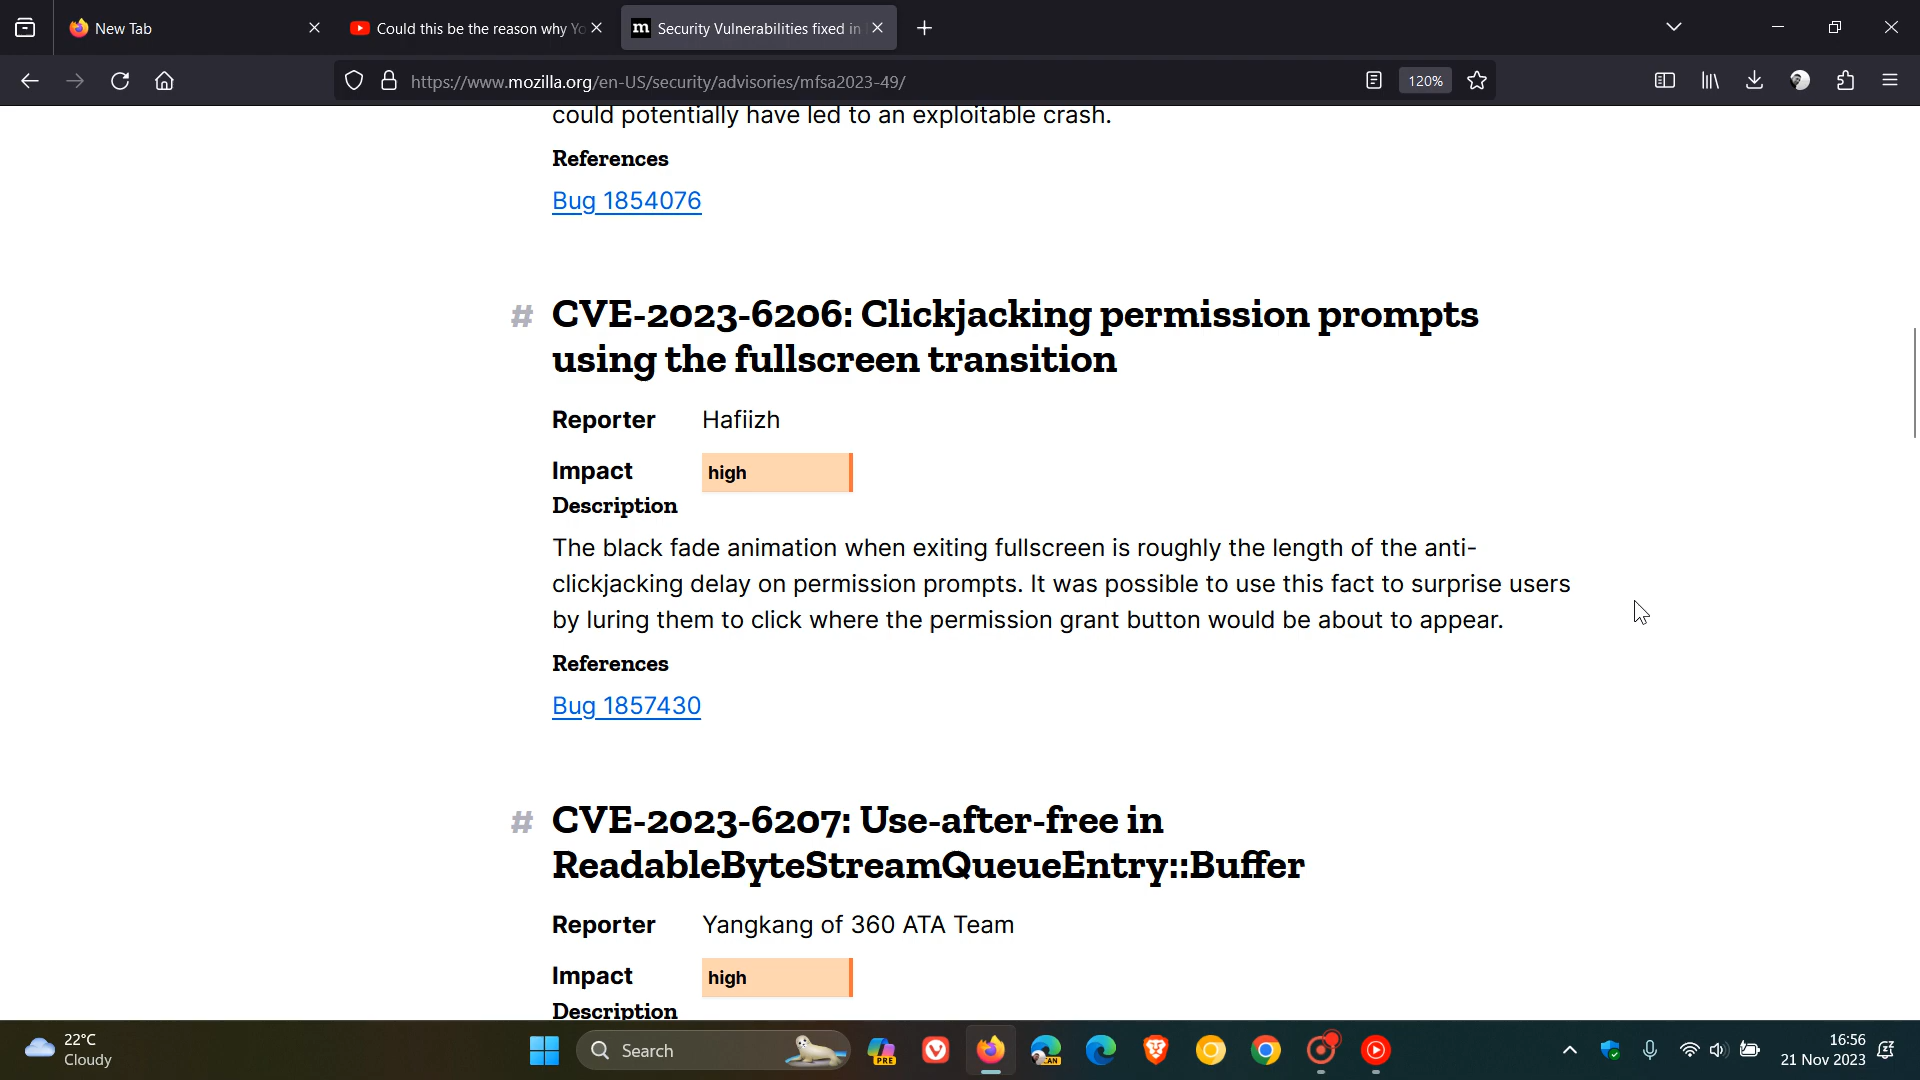 New Tab
Could this be the reason why Yo
Security Vulnerabilities fixed in
https://www.mozilla.org/en-US/security/advisories/mfsa2023-49/
120%
could potentially have led to an exploitable crash.
References
Bug 1854076
# CVE-2023-6206: Clickjacking permission prompts
using the fullscreen transition
Reporter Hafiizh
Impact high
Description
The black fade animation when exiting fullscreen is roughly the length of the anti-
clickjacking delay on permission prompts. It was possible to use this fact to surprise users
by luring them to click where the permission grant button would be about to appear.
References
Bug 1857430
# CVE-2023-6207: Use-after-free in
ReadableByteStreamQueueEntry::Buffer
Reporter Yangkang of 360 ATA Team
Impact high
Description
22°C
Cloudy
Search
PRE
CAN
16:56
21 Nov 2023